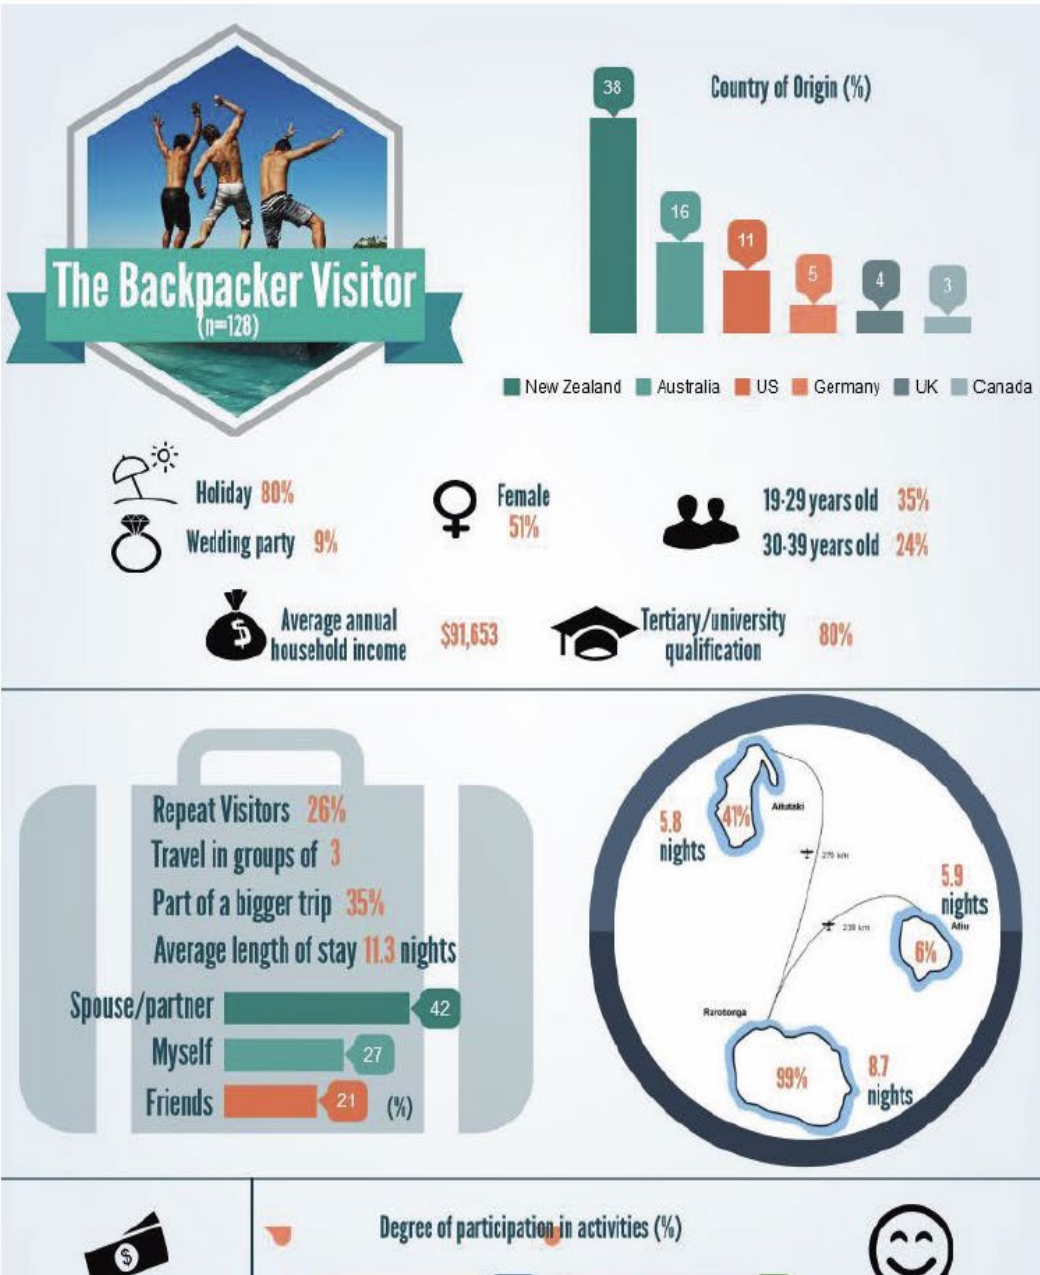 The Backpacker Visitor
(n=128)
Country of Origin (%)
38
16
11
5
4
3
New Zealand
Australia
US
Germany
UK
Canada
Holiday 80%
Wedding party 9%
Female
51%
19-29 years old 35%
30-39 years old 24%
Average annual
household income
$91,653
$
Tertiary/university
qualification
80%
Repeat Visitors 26%
Travel in groups of 3
Part of a bigger trip 35%
Average length of stay 11.3 nights
Spouse/partner 42
Myself 27
Friends 21 (%)
41%
Aitutaki
5.8
nights
279 km
5.9
nights
Atiu
6%
238 km
Rarotonga
99%
8.7
nights
$
Degree of participation in activities (%)